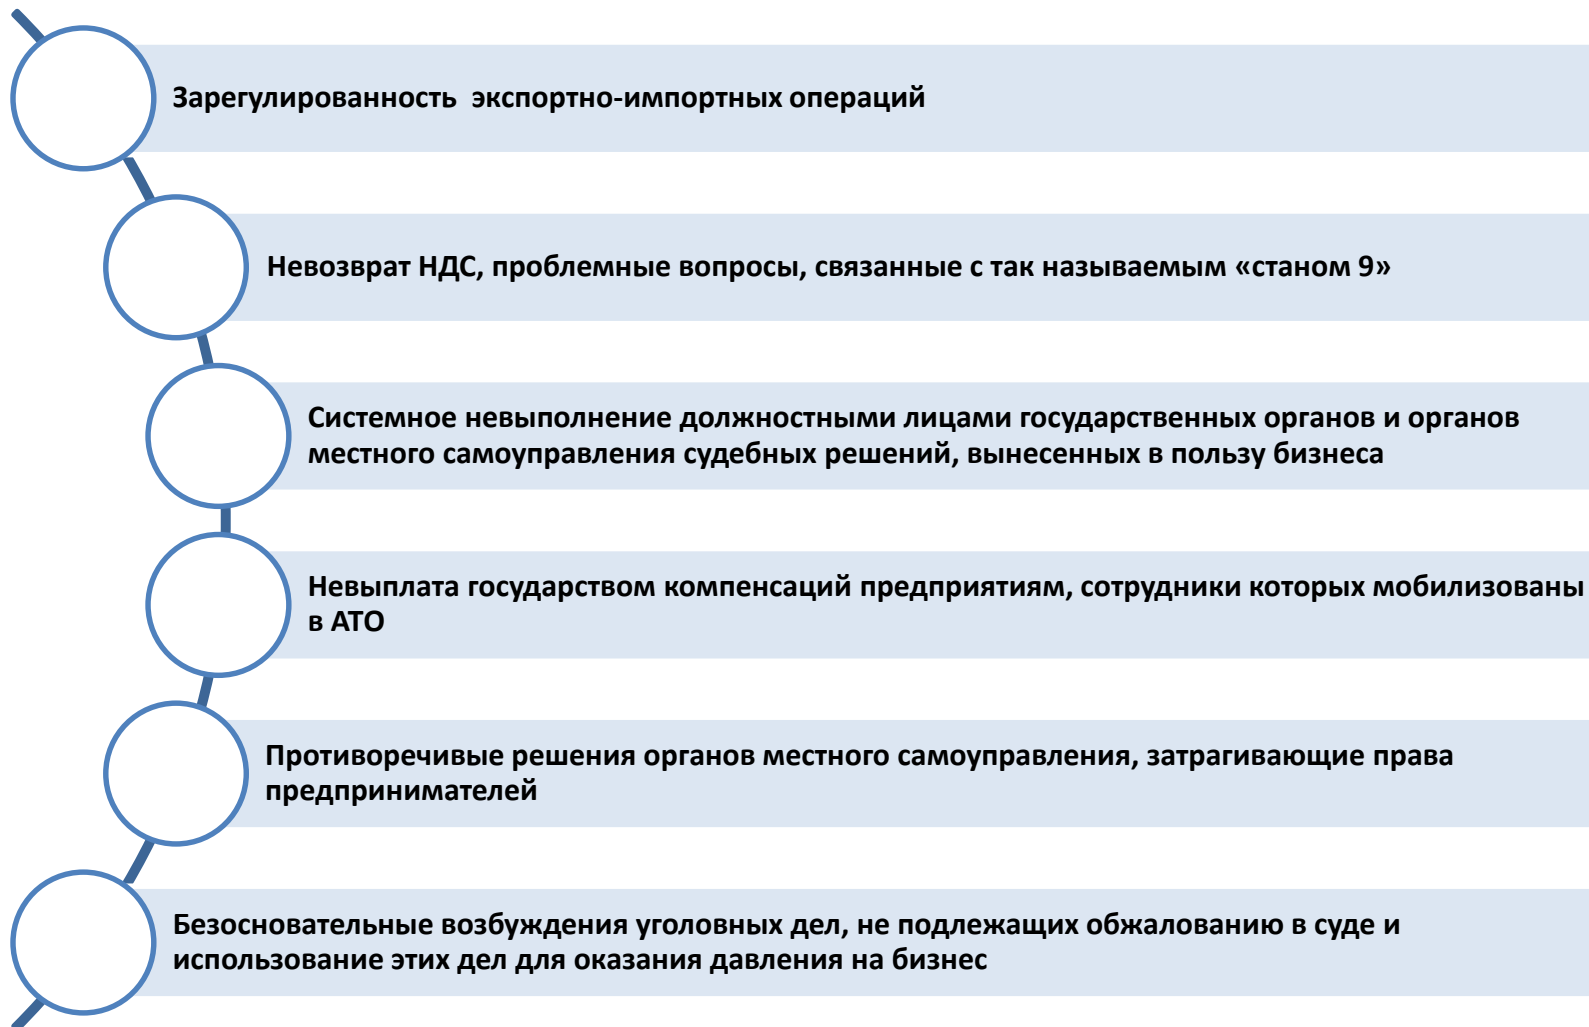 Зарегулированность  экспортно-импортных операций
Невозврат НДС, проблемные вопросы, связанные с так называемым «станом 9»
Системное невыполнение должностными лицами государственных органов и органов
местного самоуправления судебных решений, вынесенных в пользу бизнеса
Невыплата государством компенсаций предприятиям, сотрудники которых мобилизованы
в АТО
Противоречивые решения органов местного самоуправления, затрагивающие права
предпринимателей
Безосновательные возбуждения уголовных дел, не подлежащих обжалованию в суде и
использование этих дел для оказания давления на бизнес